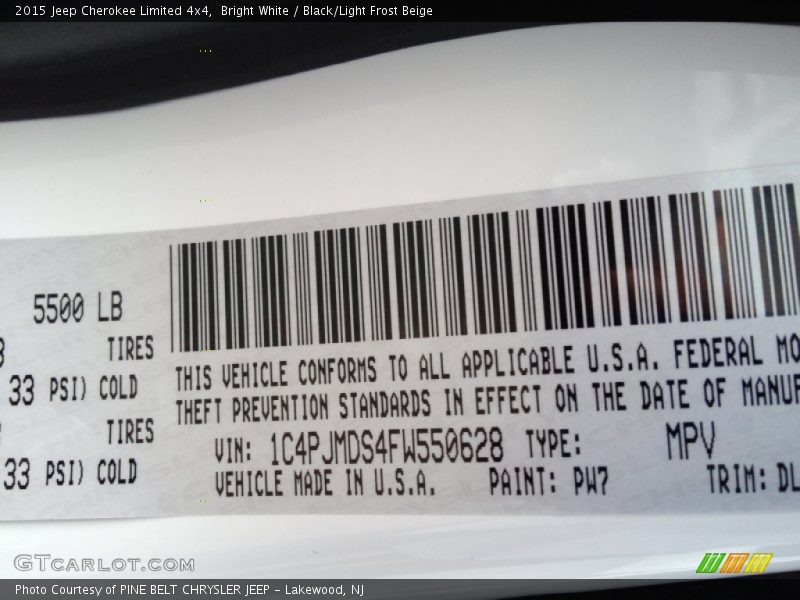 2015 Jeep Cherokee Limited 4x4,  Bright White / Black/Light Frost Beige
5500 LB
TIRES
33 PSI) COLD
TIRES
33 PSI) COLD
THIS VEHICLE CONFORMS TO ALL APPLICABLE U.S.A. FEDERAL MO
THEFT PREVENTION STANDARDS IN EFFECT ON THE DATE OF MANUF
VIN: 1C4PJMDS4FW550628 TYPE: MPV
VEHICLE MADE IN U.S.A. PAINT: PW7 TRIM: DL
GTCARLOT.COM
Photo Courtesy of PINE BELT CHRYSLER JEEP - Lakewood, NJ